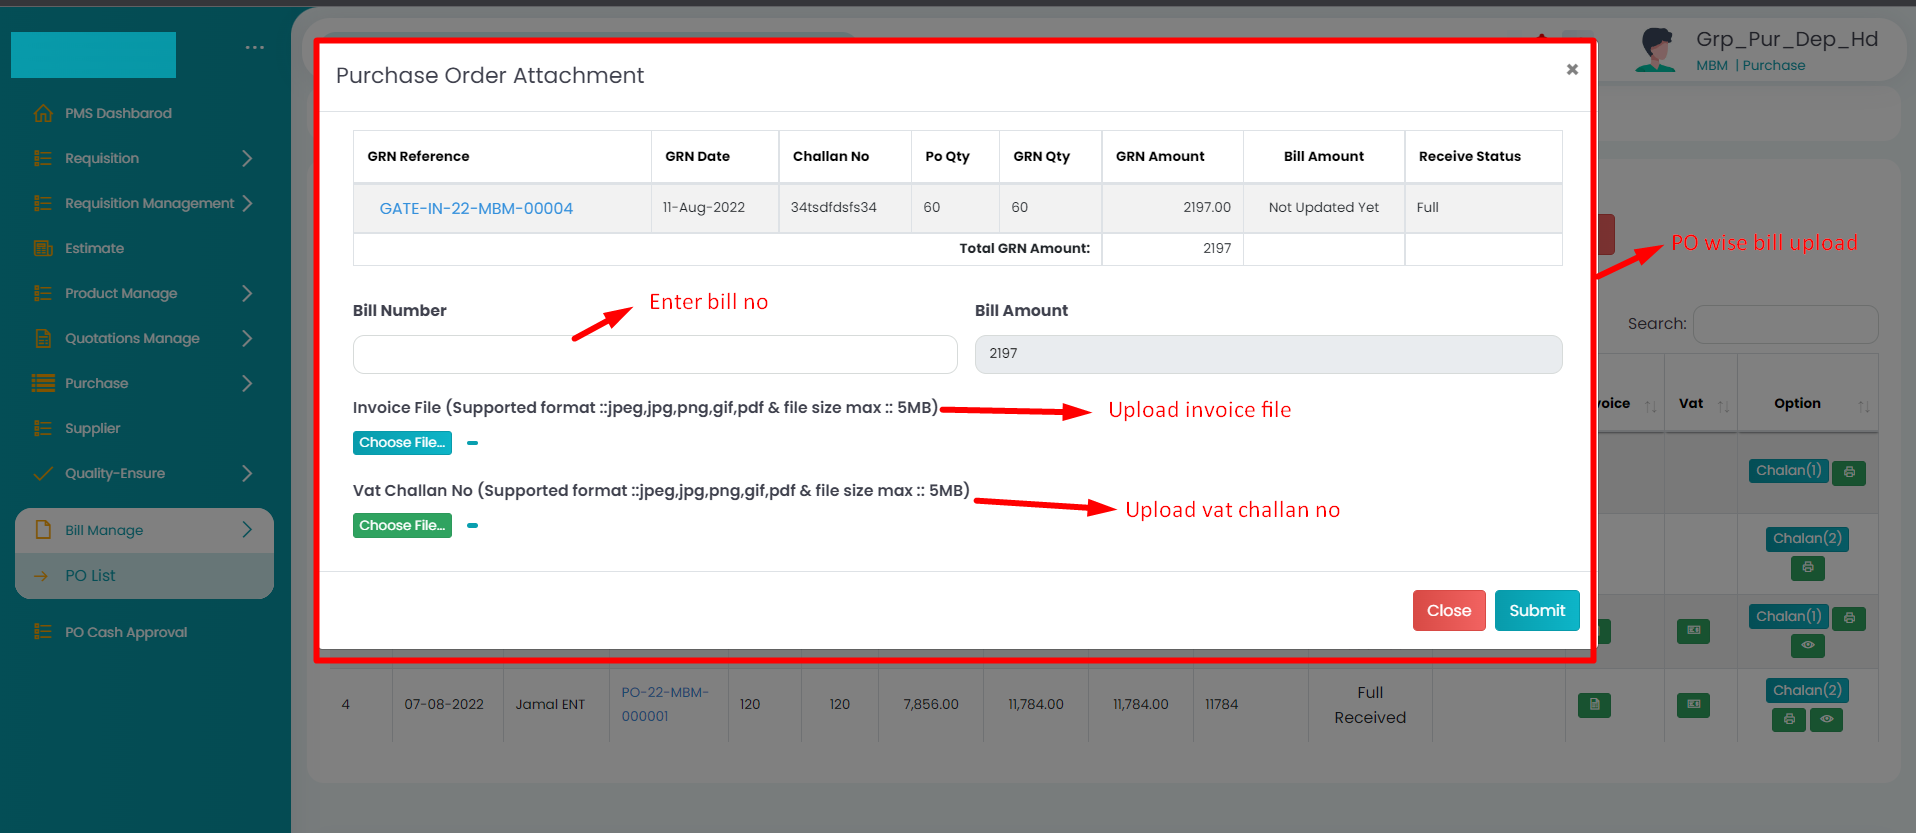 Grp_Pur_Dep_Hd
MBM | Purchase
PMS Dashbarod
Requisition
Requisition Management
Estimate
Product Manage
Quotations Manage
Purchase
Supplier
Quality-Ensure
Bill Manage
PO List
PO Cash Approval
Purchase Order Attachment
GRN Reference GRN Date Challan No Po Qty GRN Qty GRN Amount Bill Amount Receive Status
GATE-IN-22-MBM-00004 11-Aug-2022 34tsdfdsfs34 60 60 2197.00 Not Updated Yet Full
Total GRN Amount: 2197
PO wise bill upload
Bill Number Enter bill no Bill Amount
2197
Search:
Invoice File (Supported format ::jpeg,jpg,png,gif,pdf & file size max :: 5MB) Upload invoice file
Choose File...
Vat Challan No (Supported format ::jpeg,jpg,png,gif,pdf & file size max :: 5MB) Upload vat challan no
Choose File...
Close Submit
Vat Option
Chalan(1)
Chalan(2)
Chalan(1)
4 07-08-2022 Jamal ENT PO-22-MBM-000001 120 120 7,856.00 11,784.00 11,784.00 11784 Full Received Chalan(2)